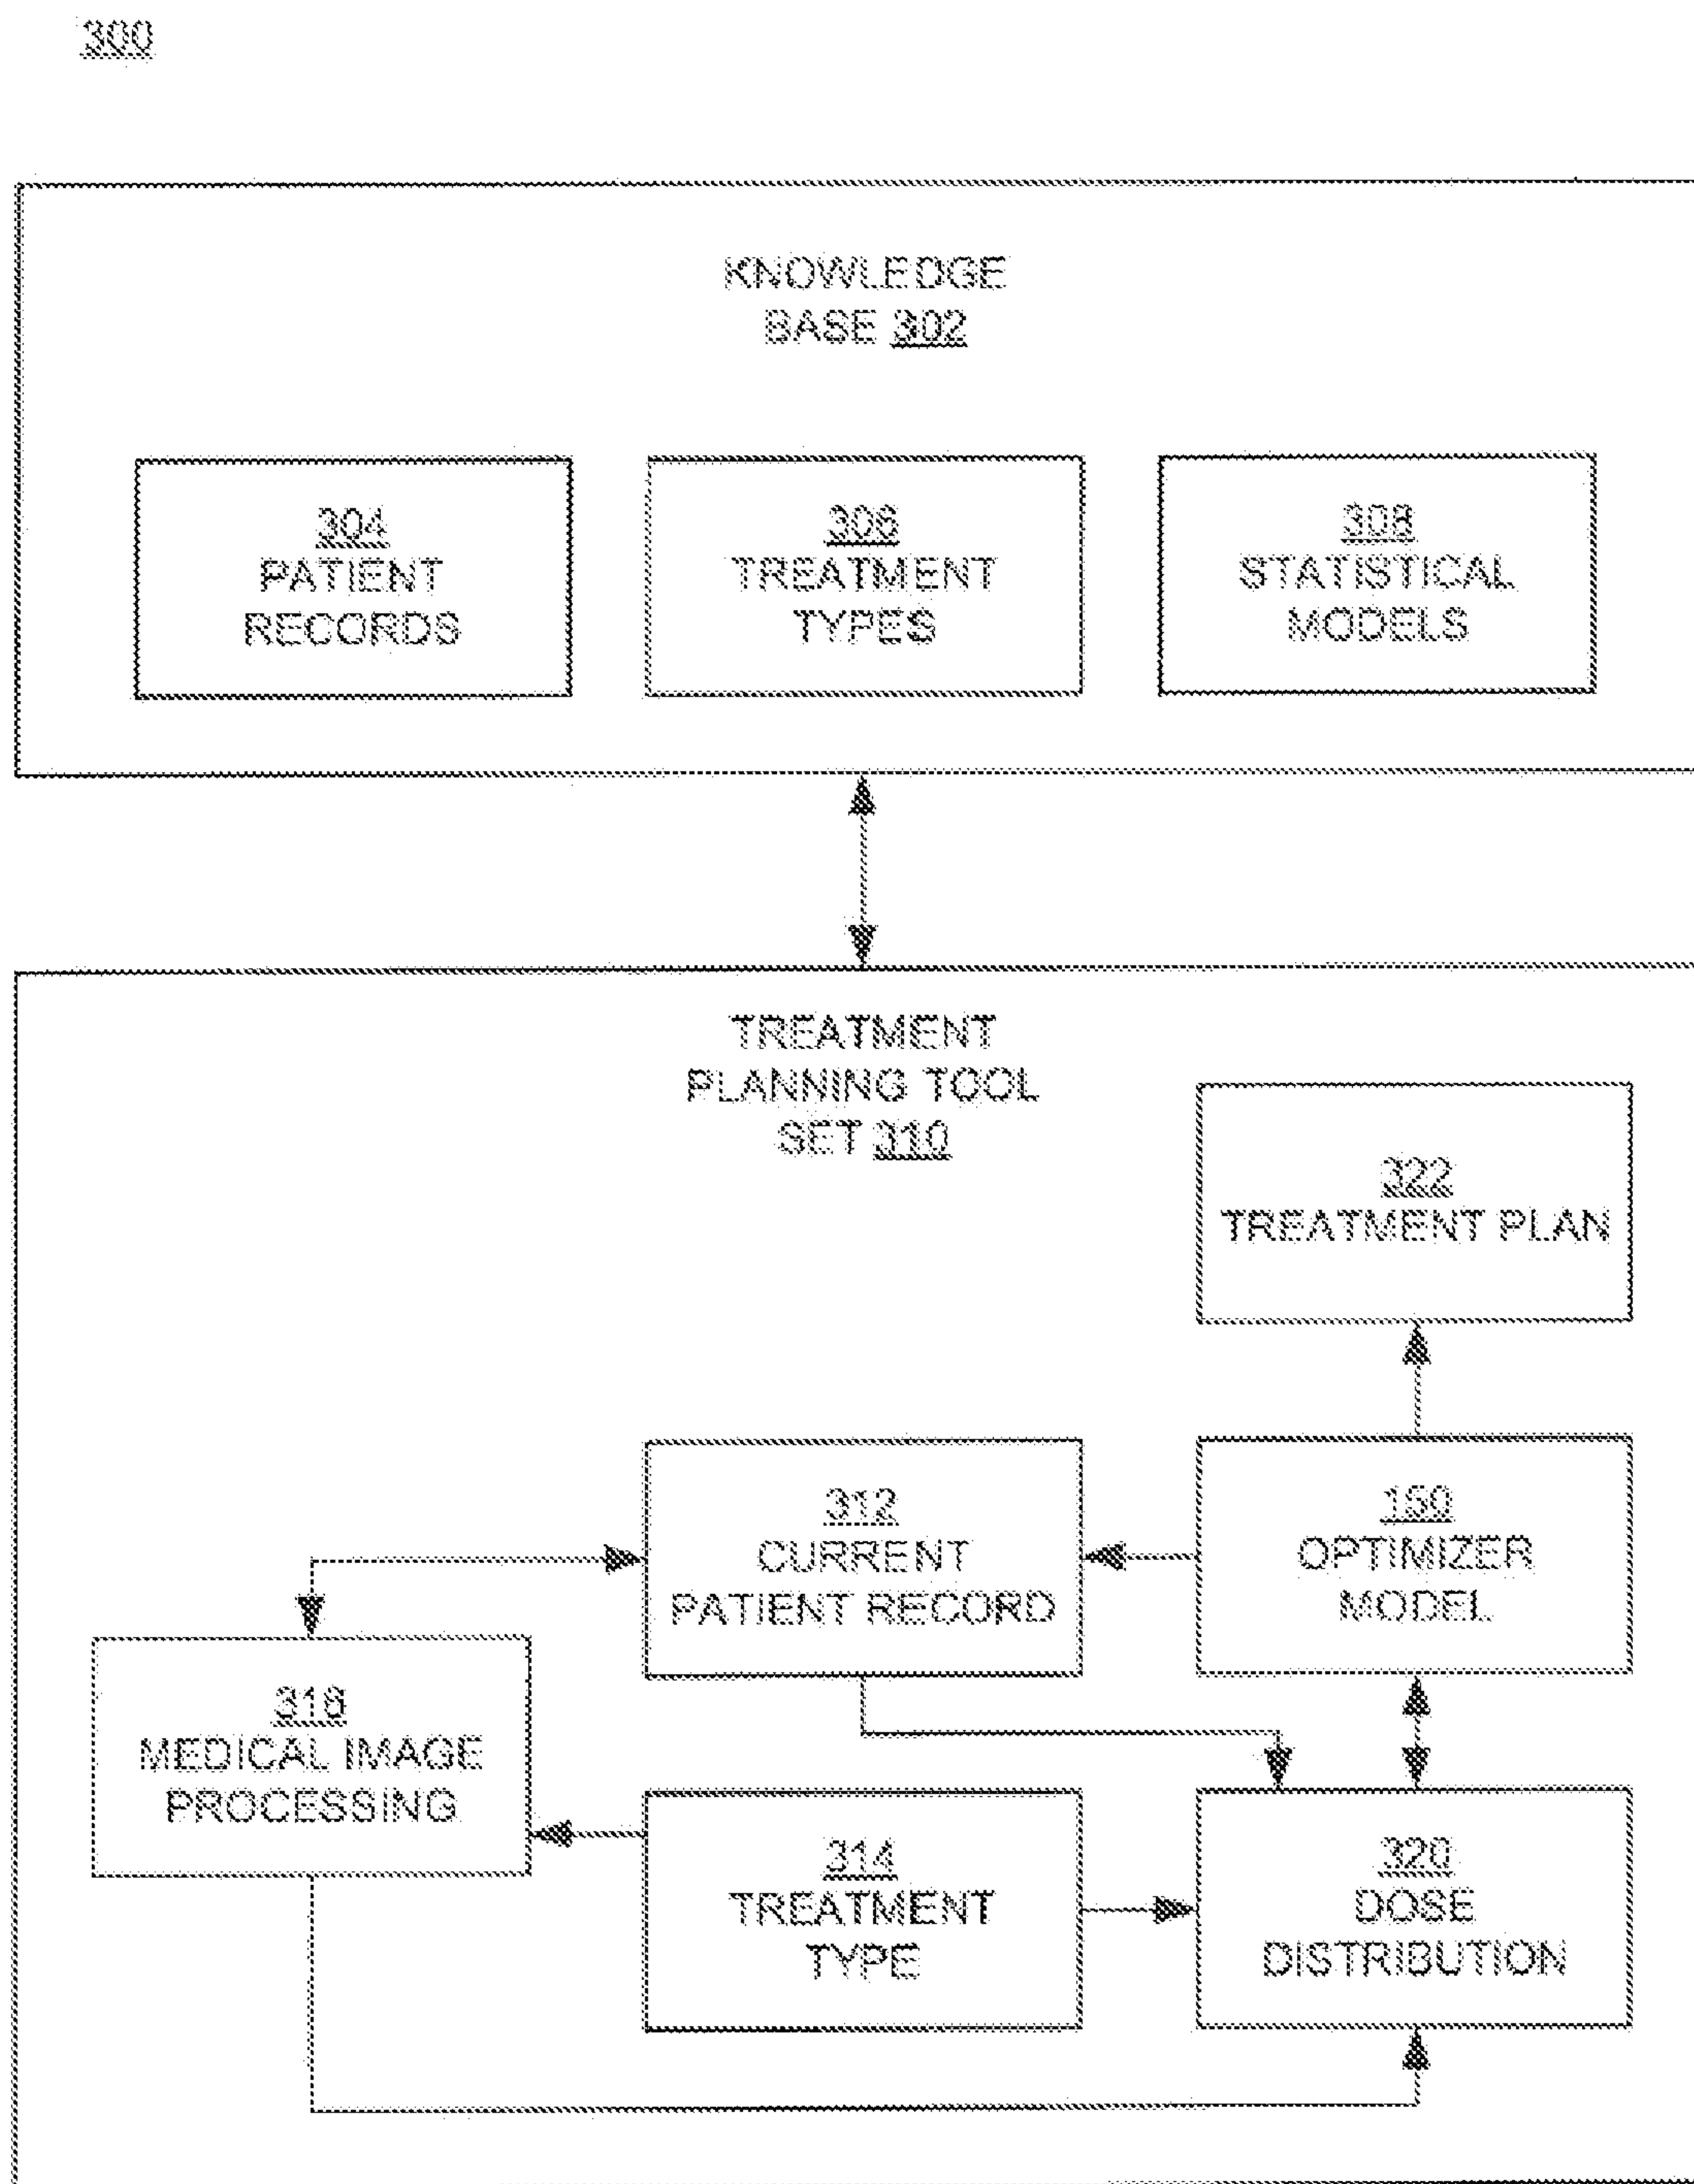 300
KNOWLEDGE
BASE 302
304
PATIENT
RECORDS
306
TREATMENT
TYPES
308
STATISTICAL
MODELS
TREATMENT
PLANNING TOOL
SET 310
322
TREATMENT PLAN
312
CURRENT
PATIENT RECORD
150
OPTIMIZER
MODEL
316
MEDICAL IMAGE
PROCESSING
314
TREATMENT
TYPE
320
DOSE
DISTRIBUTION